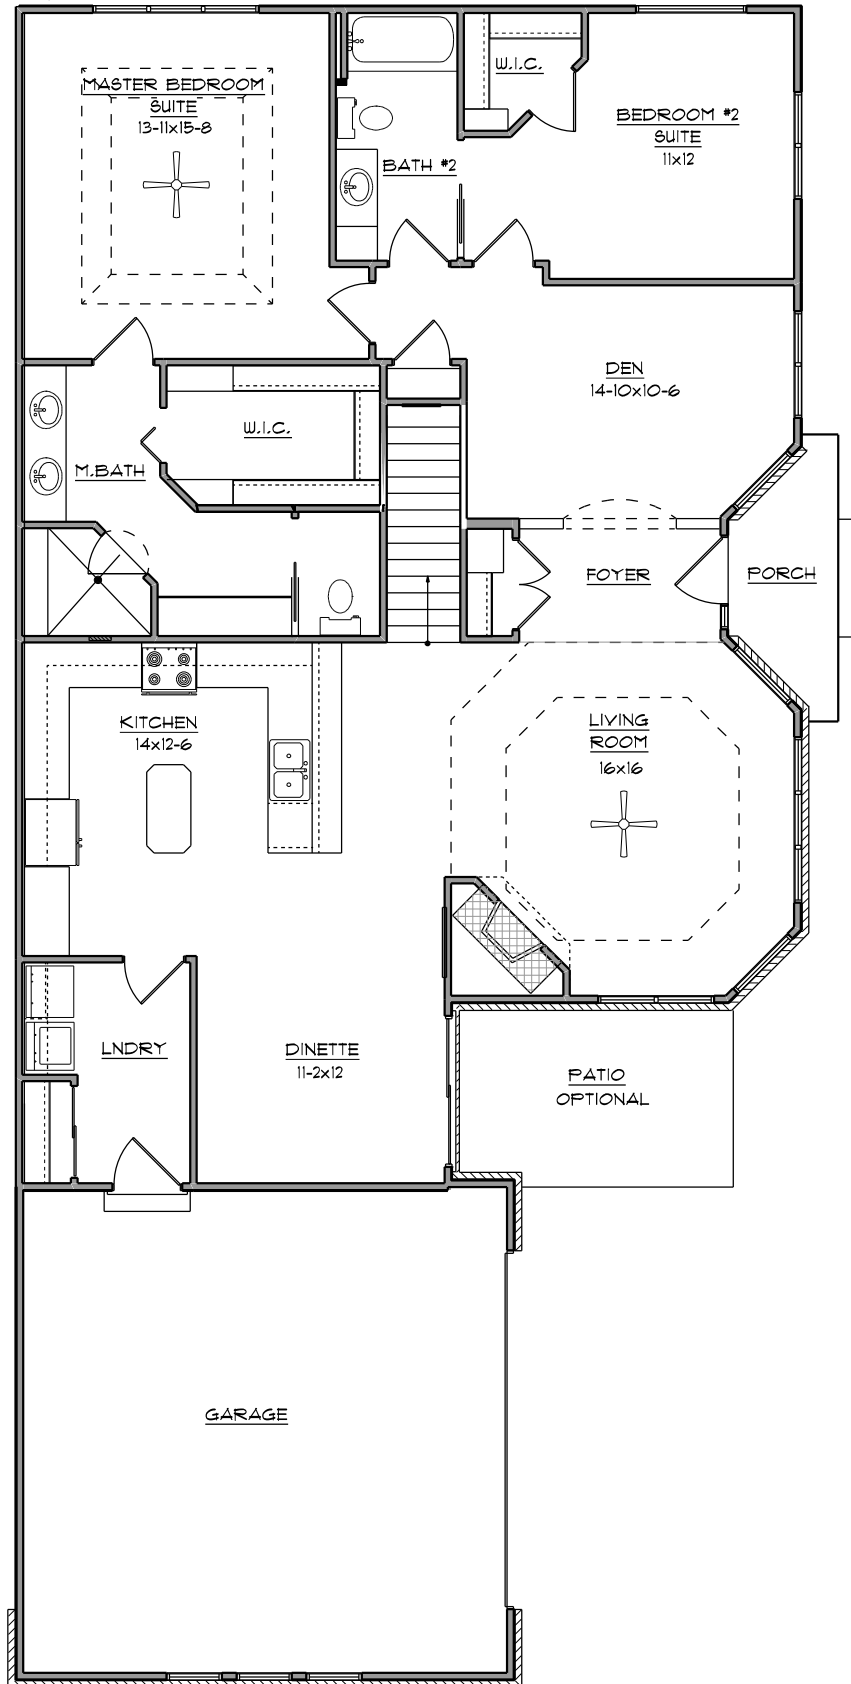 MASTER BEDROOM
SUITE
13-11x15-8
W.I.C.
BEDROOM #2
SUITE
11x12
BATH #2
DEN
14-10x10-6
W.I.C.
M.BATH
FOYER
PORCH
KITCHEN
14x12-6
LIVING
ROOM
16x16
LNDRY
DINETTE
11-2x12
PATIO
OPTIONAL
GARAGE